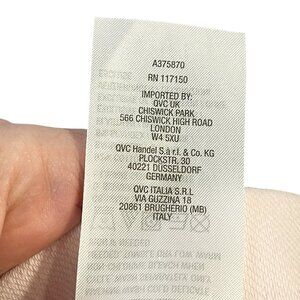 A375870
RN 117150
IMPORTED BY:
QVC UK
CHISWICK PARK
566 CHISWICK HIGH ROAD
LONDON
W4 5XU
QVC Handel S.à r.l. & Co. KG
PLOCKSTR. 30
40221 DÜSSELDORF
GERMANY
QVC ITALIA S.R.L
VIA GUZZINA 18
20861 BRUGHERIO (MB)
ITALY